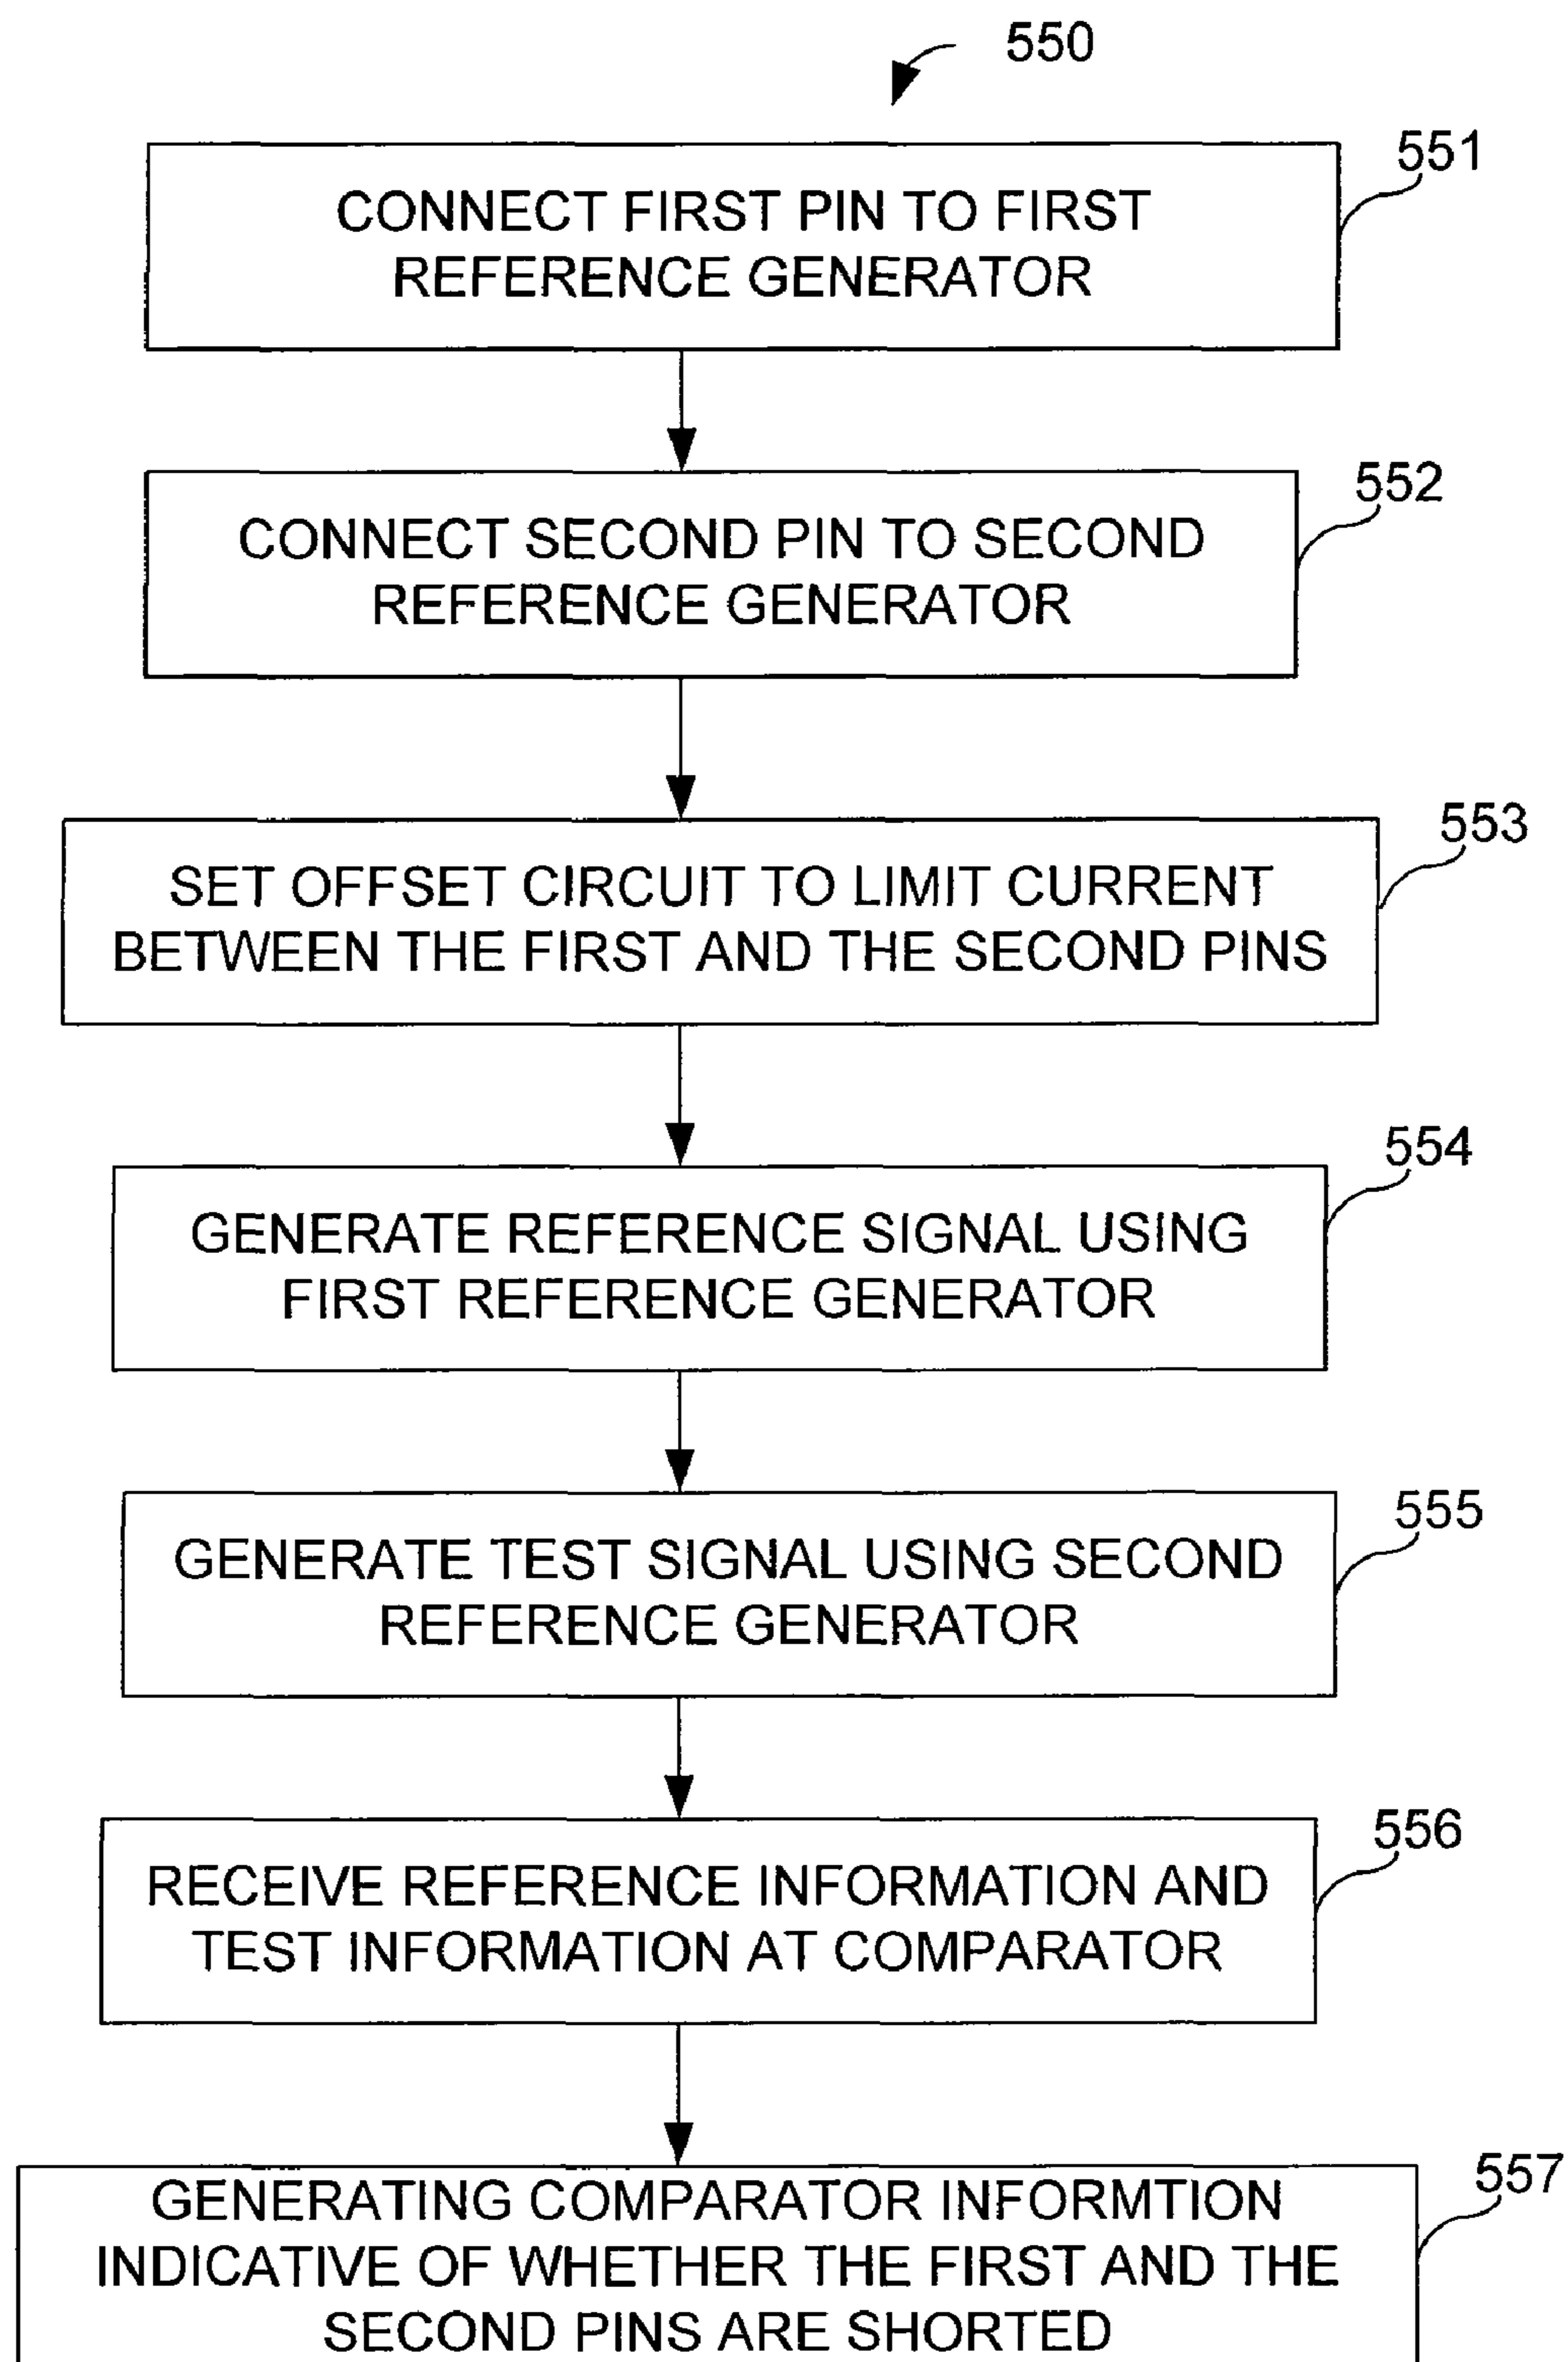 550
551
CONNECT FIRST PIN TO FIRST
REFERENCE GENERATOR
552
CONNECT SECOND PIN TO SECOND
REFERENCE GENERATOR
553
SET OFFSET CIRCUIT TO LIMIT CURRENT
BETWEEN THE FIRST AND THE SECOND PINS
554
GENERATE REFERENCE SIGNAL USING
FIRST REFERENCE GENERATOR
555
GENERATE TEST SIGNAL USING SECOND
REFERENCE GENERATOR
556
RECEIVE REFERENCE INFORMATION AND
TEST INFORMATION AT COMPARATOR
557
GENERATING COMPARATOR INFORMTION
INDICATIVE OF WHETHER THE FIRST AND THE
SECOND PINS ARE SHORTED